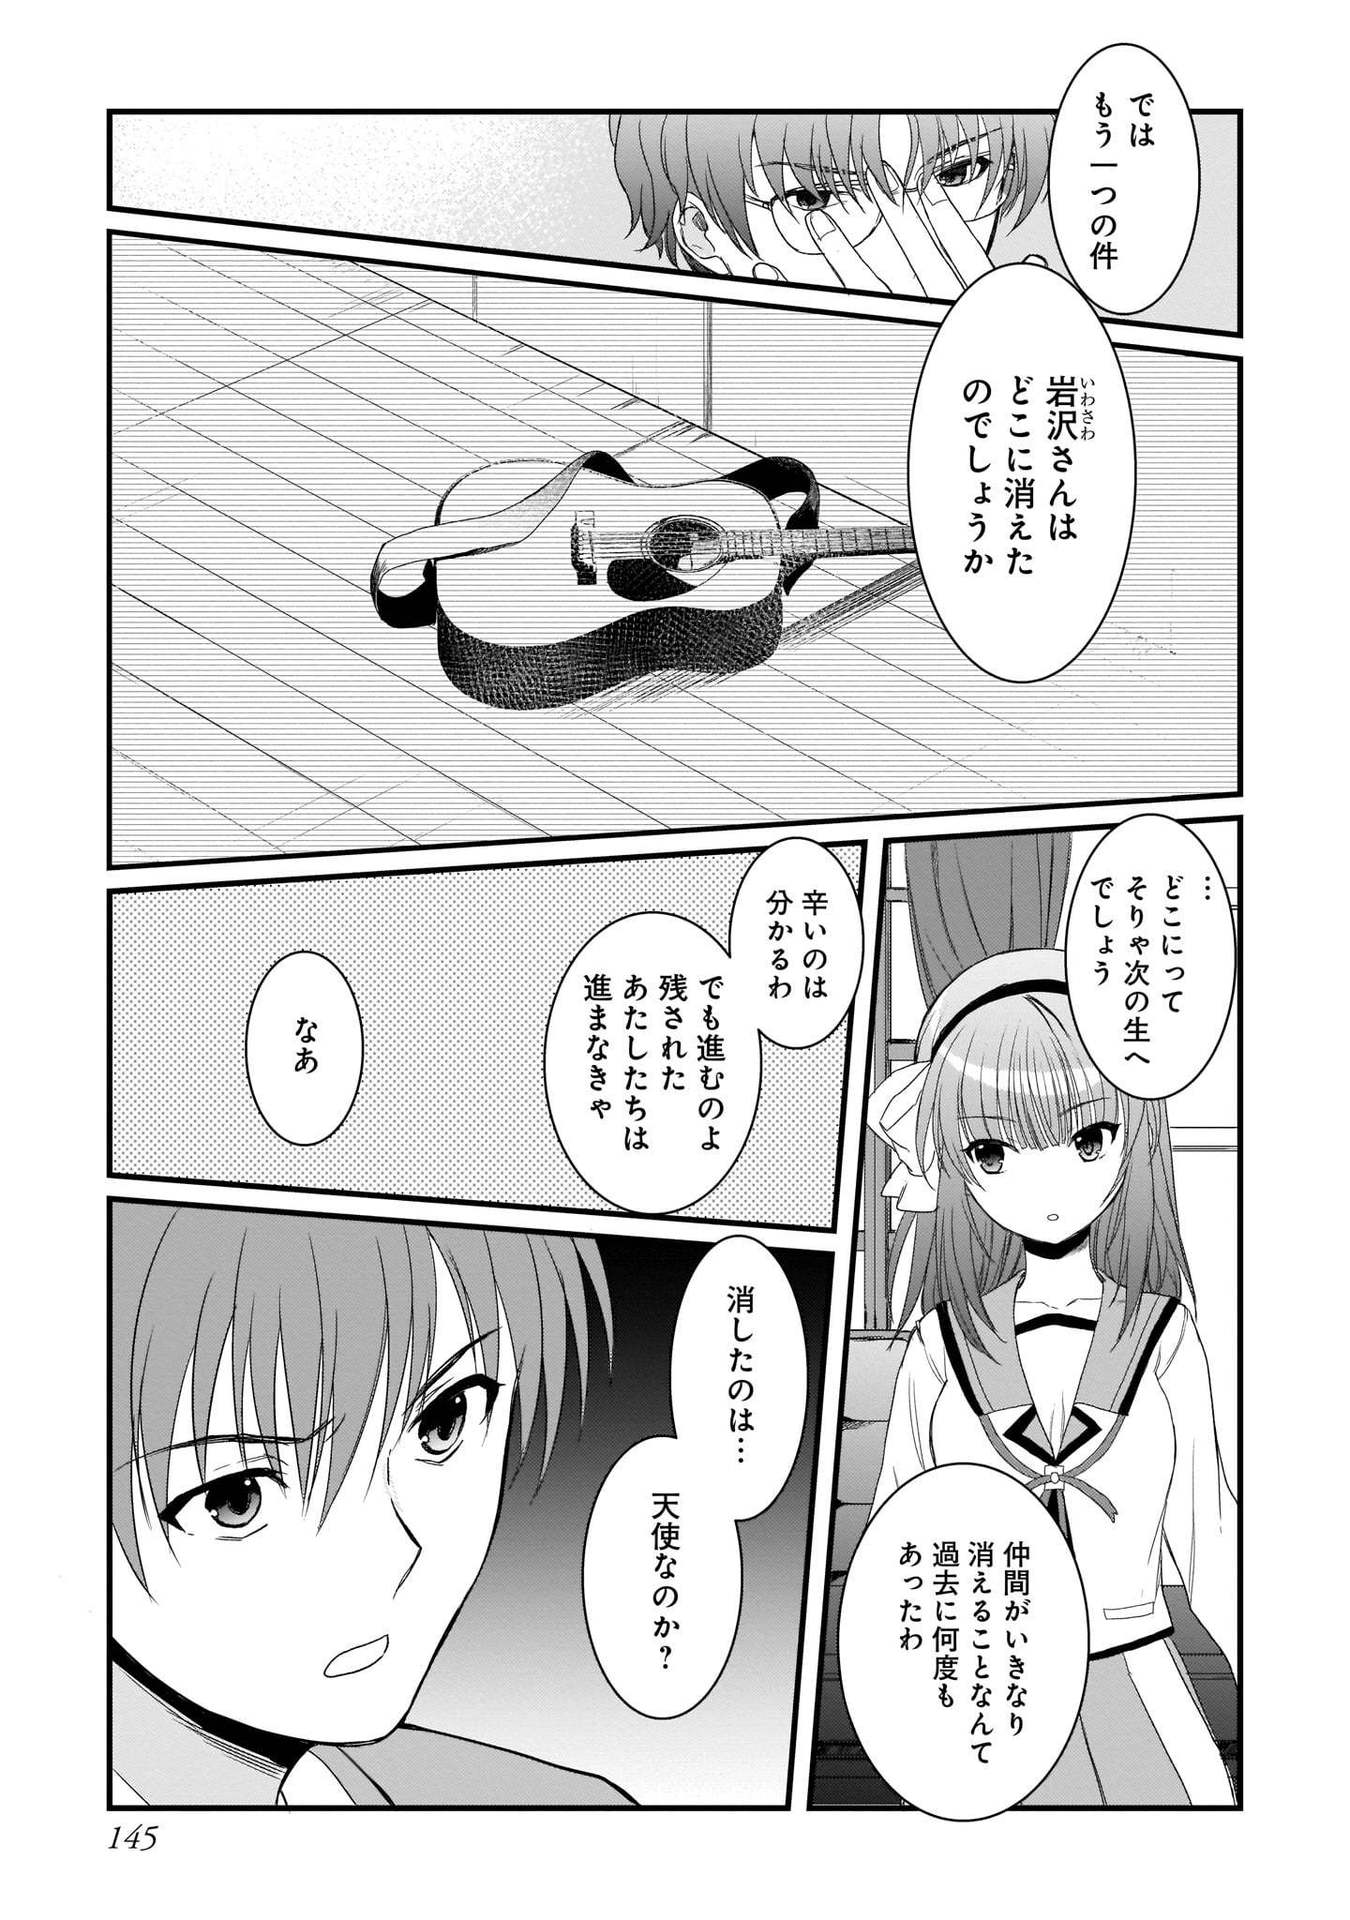 では
もう一つの件
岩沢さんは
いわさわ
どこに消えた
のでしょうか
…
どこにって
そりゃ次の生へ
でしょう
仲間がいきなり
消えることなんて
過去に何度も
あったわ
辛いのは
分かるわ
でも進むのよ
残された
あたしたちは
進まなきゃ
なあ
消したのは…
天使なのか？
145